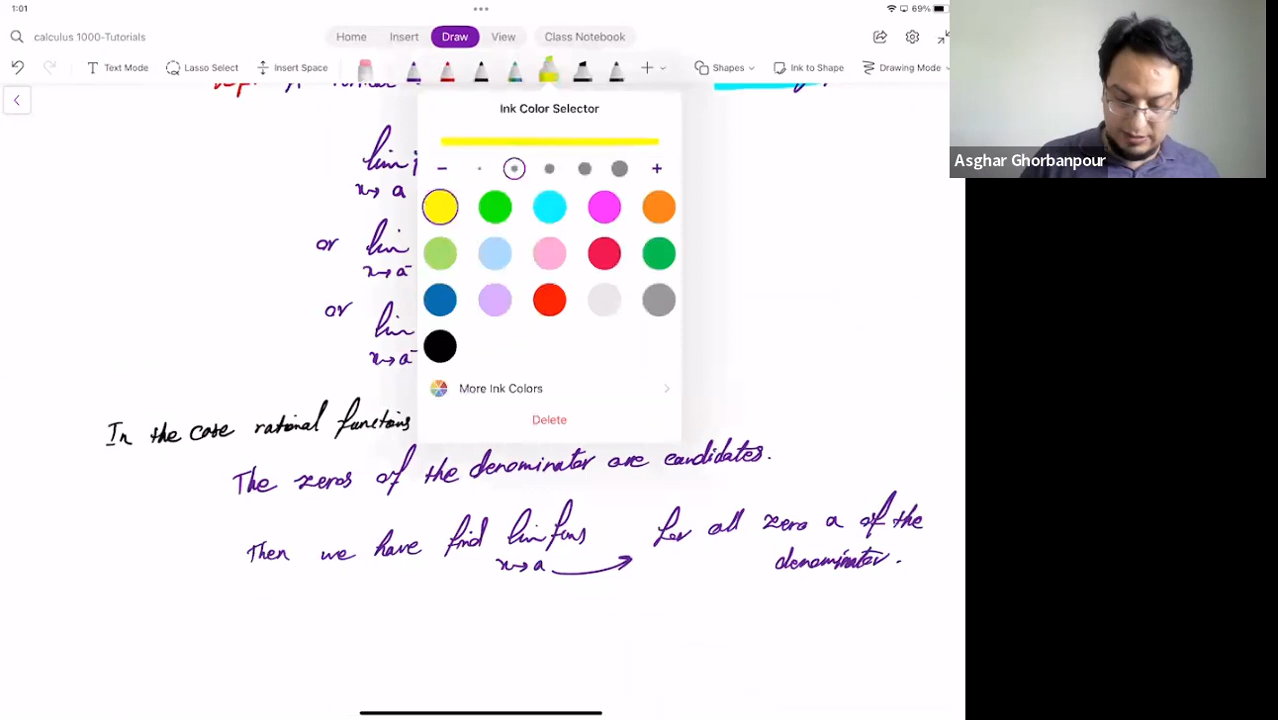 1:01
69%
calculus 1000-Tutorials
Home Insert Draw View Class Notebook
Text Mode Lasso Select Insert Space Shapes Ink to Shape Drawing Mode
Ink Color Selector
Asghar Ghorbanpour
lim
x→a
or lim
x→a⁻
or lim
x→a⁻
More Ink Colors
Delete
In the case rational functions
The zeros of the denominator are candidates.
Then we have find lim f(x) for all zero a of the
x→a denominator.